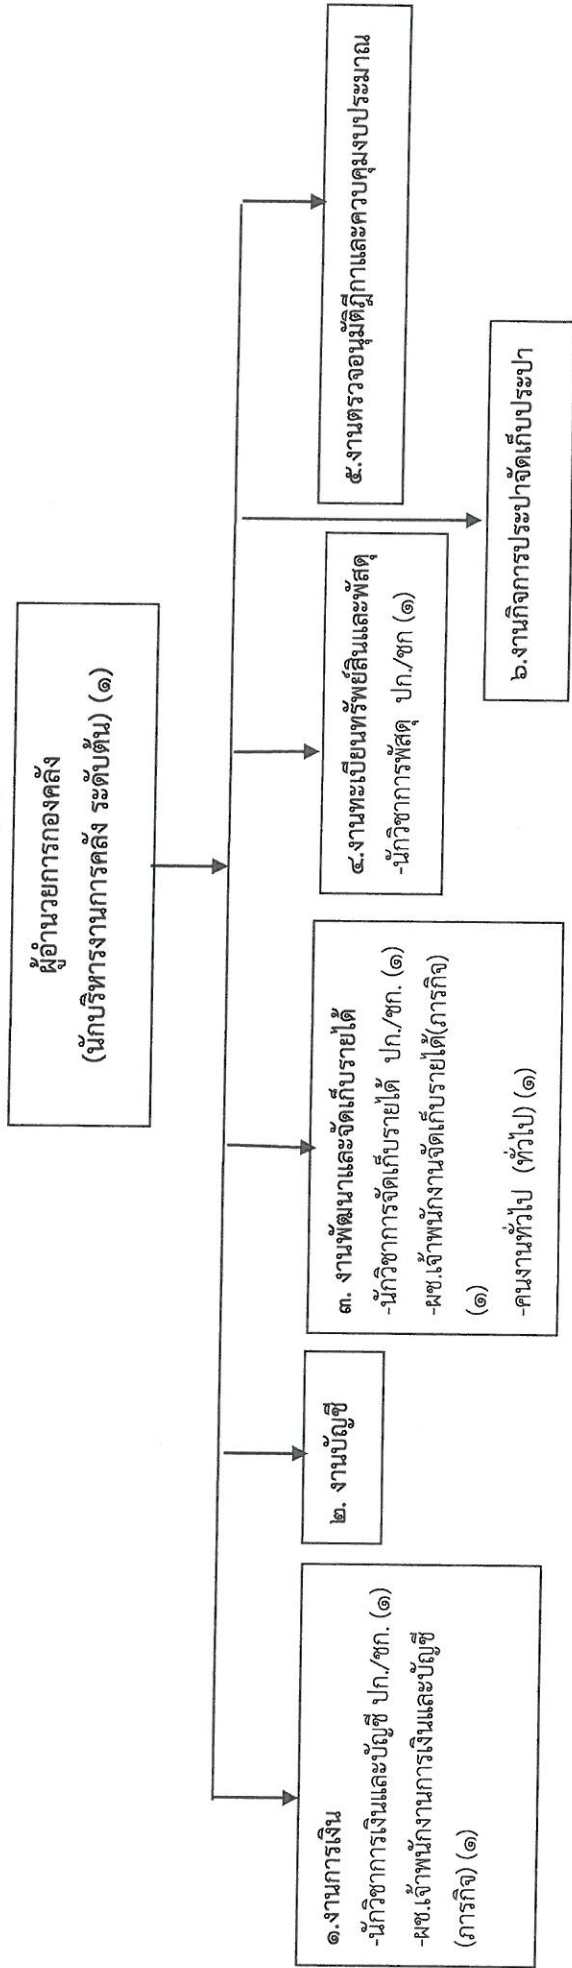 ผู้อำนวยการกองคลัง
(นักบริหารงานการคลัง ระดับต้น) (๑)
๑.งานการเงิน
-นักวิชาการเงินและบัญชี ปก./ชก. (๑)
-ผช.เจ้าพนักงานการเงินและบัญชี
(ภารกิจ) (๑)
๒. งานบัญชี
๓. งานพัฒนาและจัดเก็บรายได้
-นักวิชาการจัดเก็บรายได้ ปก./ชก. (๑)
-ผช.เจ้าพนักงานจัดเก็บรายได้(ภารกิจ)
(๑)
-คนงานทั่วไป (ทั่วไป) (๑)
๔.งานทะเบียนทรัพย์สินและพัสดุ
-นักวิชาการพัสดุ ปก./ชก (๑)
๕.งานตรวจอนุมัติฎีกาและควบคุมงบประมาณ
๖.งานกิจการประปาจัดเก็บประปา